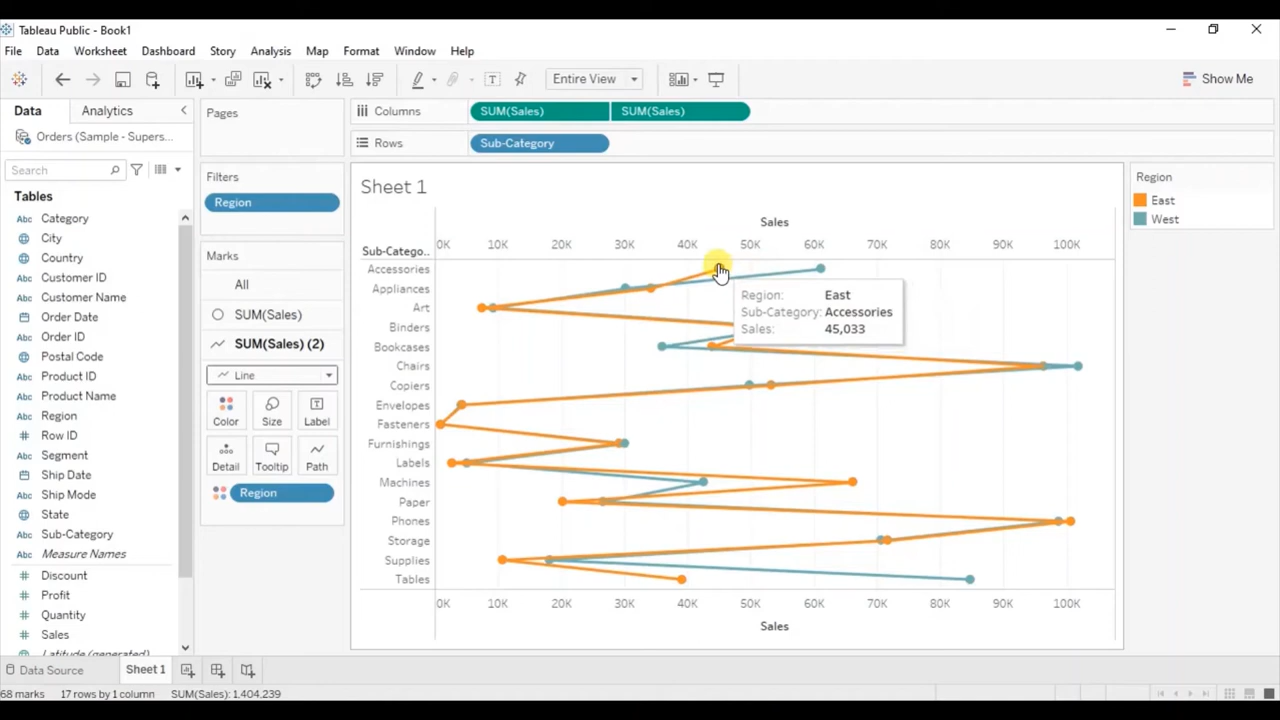 Tableau Public - Book1
File Data Worksheet Dashboard Story Analysis Map Format Window Help
Entire View
Show Me
Data Analytics
Orders (Sample - Supers...
Search
Tables
Category
City
Country
Customer ID
Customer Name
Order Date
Order ID
Postal Code
Product ID
Product Name
Region
Row ID
Segment
Ship Date
Ship Mode
State
Sub-Category
Measure Names
Discount
Profit
Quantity
Sales
Latitude (generated)
Pages
Filters
Region
Marks
All
SUM(Sales)
SUM(Sales) (2)
Line
Color Size Label
Detail Tooltip Path
Region
Columns SUM(Sales) SUM(Sales)
Rows Sub-Category
Sheet 1
Sales
0K 10K 20K 30K 40K 50K 60K 70K 80K 90K 100K
Sub-Catego..
Accessories
Appliances
Art
Binders
Bookcases
Chairs
Copiers
Envelopes
Fasteners
Furnishings
Labels
Machines
Paper
Phones
Storage
Supplies
Tables
Region: East
Sub-Category: Accessories
Sales: 45,033
0K 10K 20K 30K 40K 50K 60K 70K 80K 90K 100K
Sales
Region
East
West
Data Source Sheet 1
68 marks 17 rows by 1 column SUM(Sales): 1,404,239